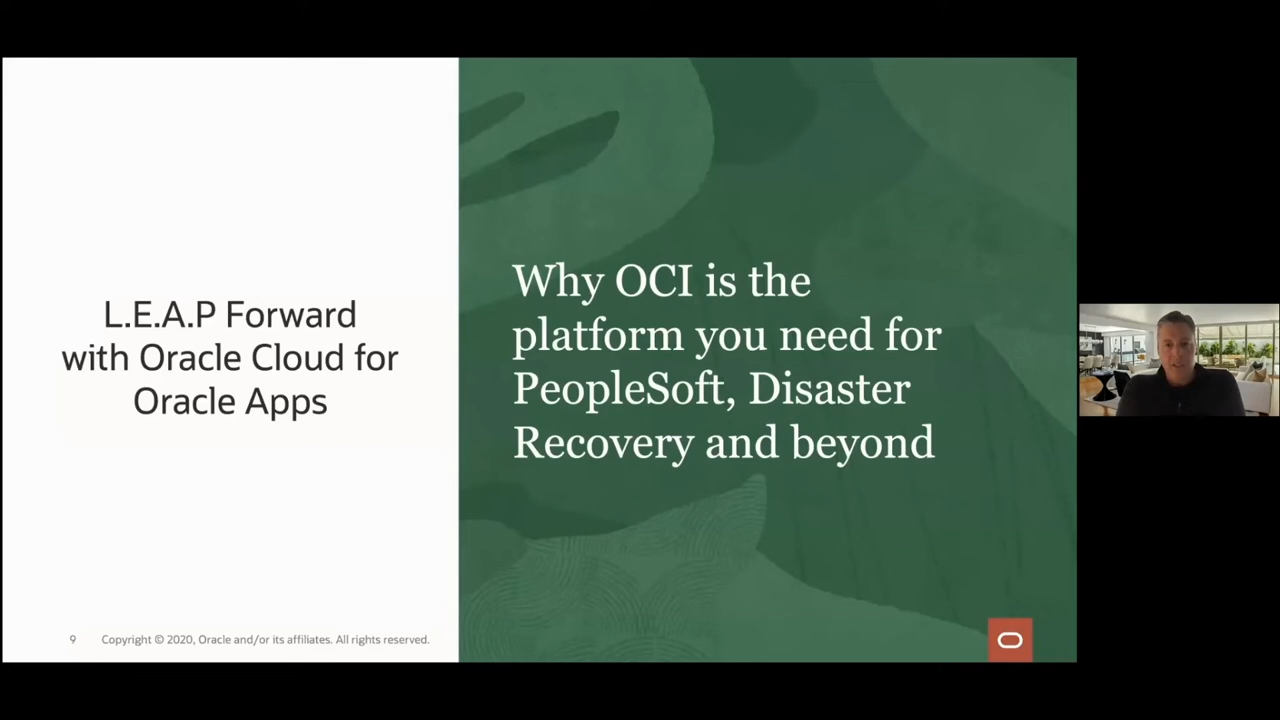 L.E.A.P Forward
with Oracle Cloud for
Oracle Apps
Why OCI is the
platform you need for
PeopleSoft, Disaster
Recovery and beyond
9 Copyright © 2020, Oracle and/or its affiliates. All rights reserved.